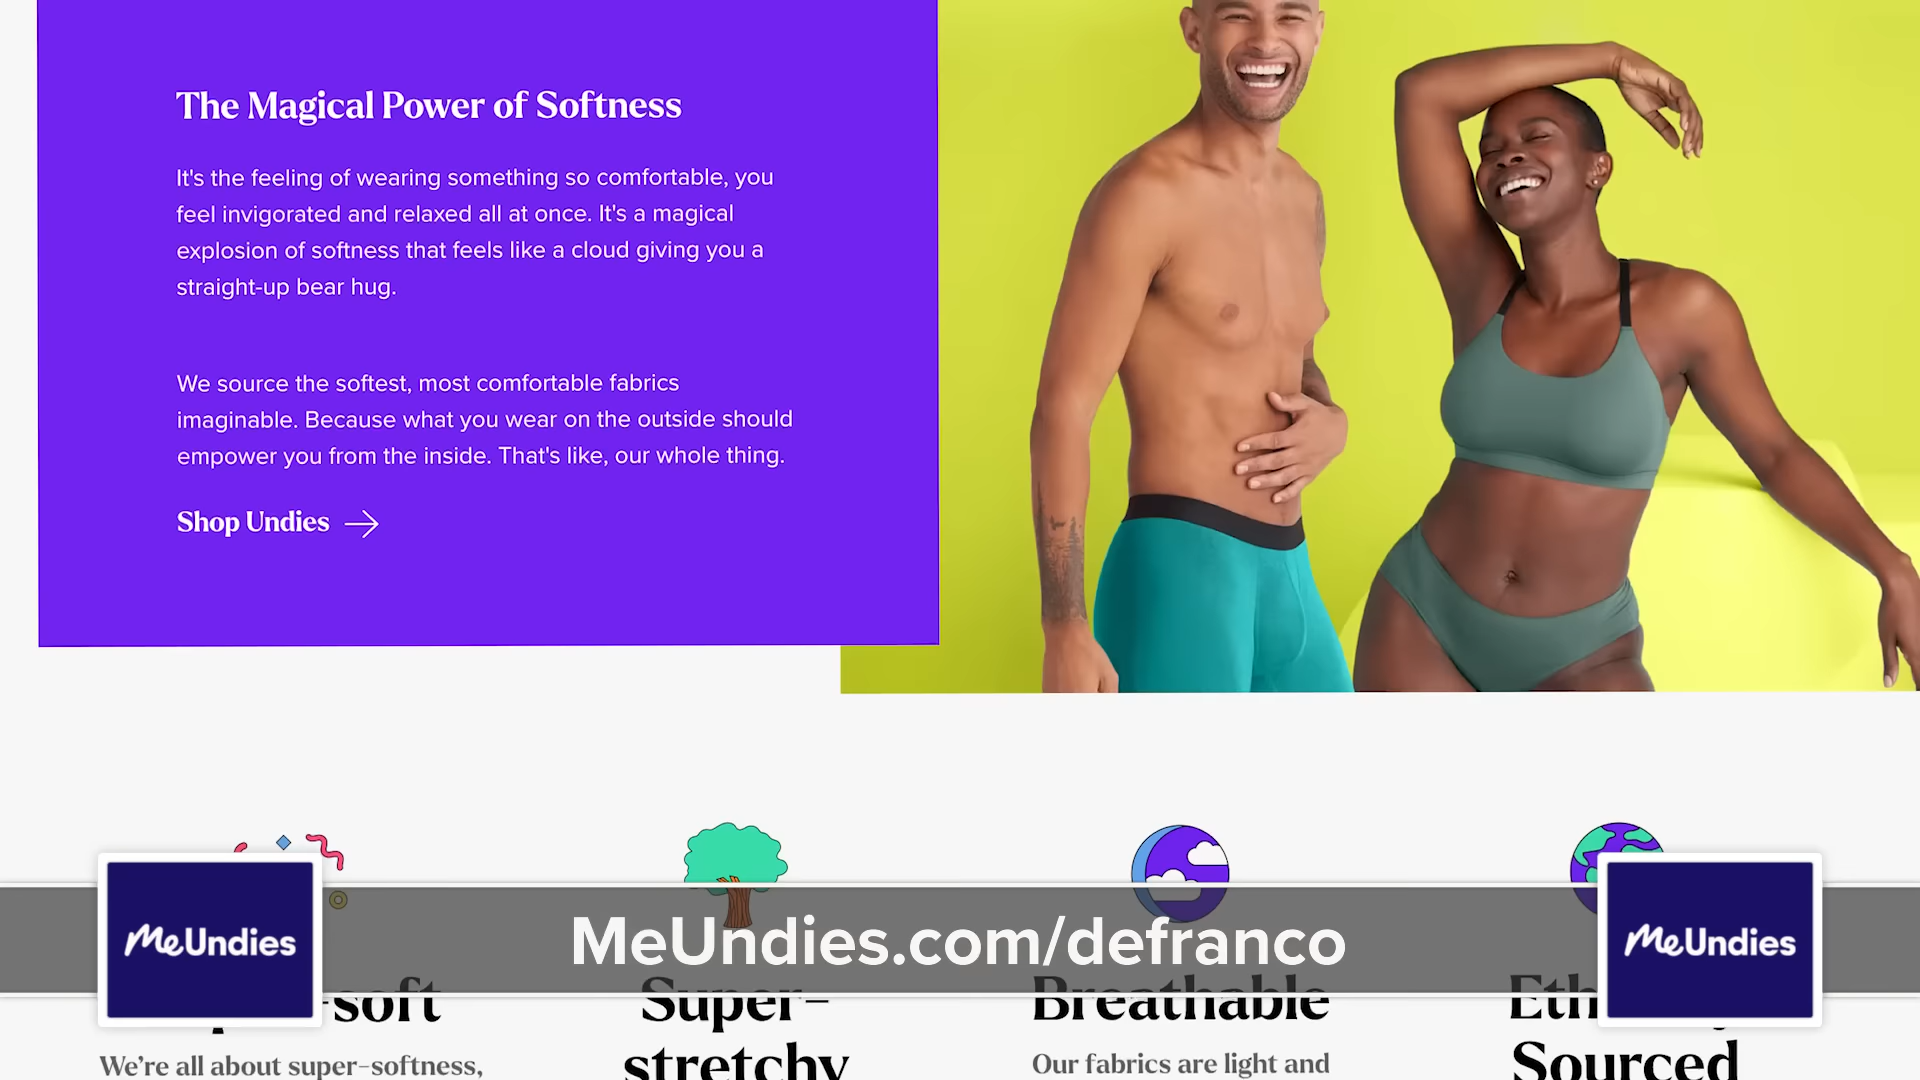 The Magical Power of Softness
It's the feeling of wearing something so comfortable, you
feel invigorated and relaxed all at once. It's a magical
explosion of softness that feels like a cloud giving you a
straight-up bear hug.
We source the softest, most comfortable fabrics
imaginable. Because what you wear on the outside should
empower you from the inside. That's like, our whole thing.
Shop Undies
MeUndies
MeUndies.com/defranco
MeUndies
-soft
Super-
stretchy
Breathable
Sourced
We're all about super-softness,
Our fabrics are light and